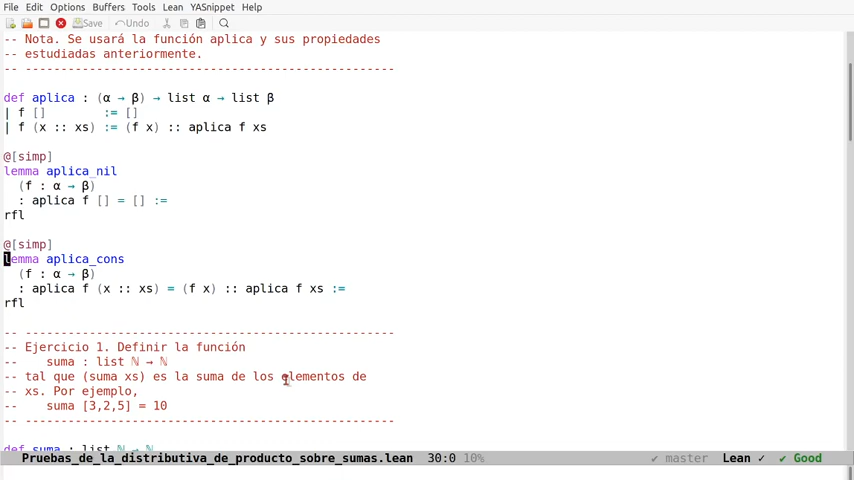 File Edit Options Buffers Tools Lean YASnippet Help
Save Undo
-- Nota. Se usará la función aplica y sus propiedades
-- estudiadas anteriormente.
-- ------------------------------------------------
def aplica : (α → β) → list α → list β
| f [] := []
| f (x :: xs) := (f x) :: aplica f xs
@[simp]
lemma aplica_nil
(f : α → β)
: aplica f [] = [] :=
rfl
@[simp]
lemma aplica_cons
(f : α → β)
: aplica f (x :: xs) = (f x) :: aplica f xs :=
rfl
-- ------------------------------------------------
-- Ejercicio 1. Definir la función
-- suma : list ℕ → ℕ
-- tal que (suma xs) es la suma de los elementos de
-- xs. Por ejemplo,
-- suma [3,2,5] = 10
-- ------------------------------------------------
def suma : list ℕ → ℕ
Pruebas_de_la_distributiva_de_producto_sobre_sumas.lean 30:0 10% ✓ master Lean ✓ ✓ Good